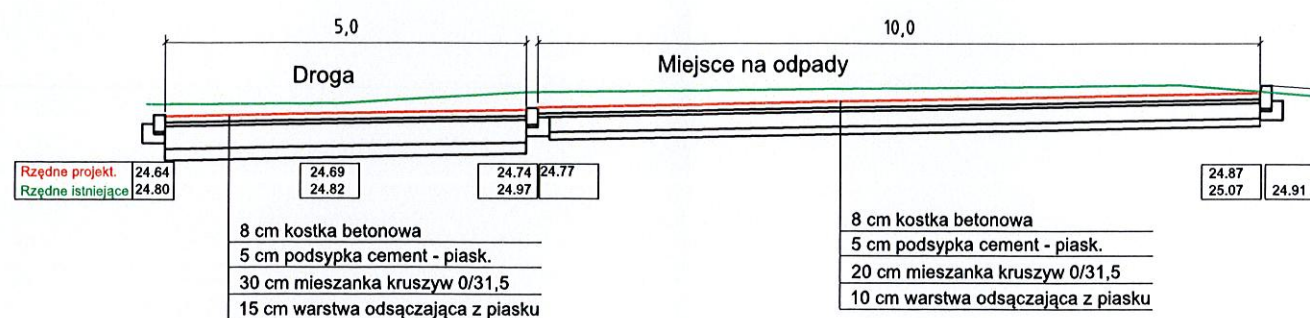 5,0
10,0
Droga
Miejsce na odpady
Rzędne projekt. 24.64 24.69 24.74 24.77 24.87
Rzędne istniejące 24.80 24.82 24.97 25.07 24.91
8 cm kostka betonowa
5 cm podsypka cement - piask.
30 cm mieszanka kruszyw 0/31,5
15 cm warstwa odsączająca z piasku
8 cm kostka betonowa
5 cm podsypka cement - piask.
20 cm mieszanka kruszyw 0/31,5
10 cm warstwa odsączająca z piasku